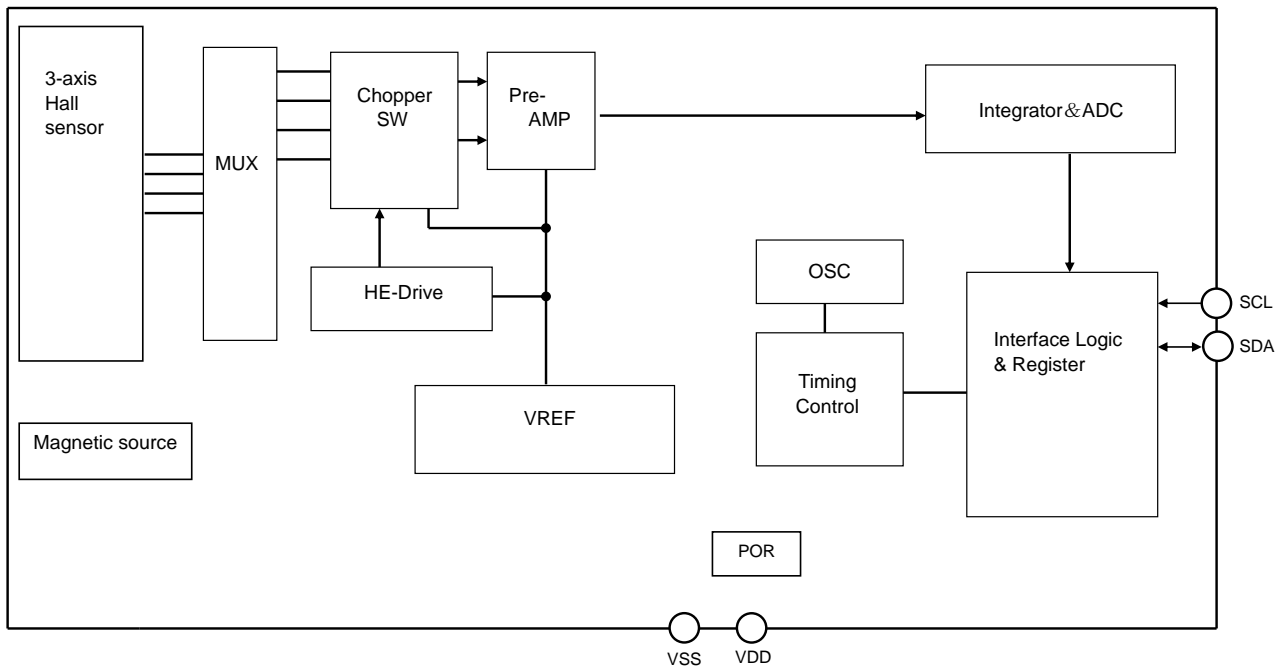 3-axis
Hall
sensor
MUX
Chopper
SW
Pre-
AMP
Integrator&ADC
HE-Drive
OSC
Interface Logic
& Register
SCL
SDA
Timing
Control
VREF
Magnetic source
POR
VSS
VDD